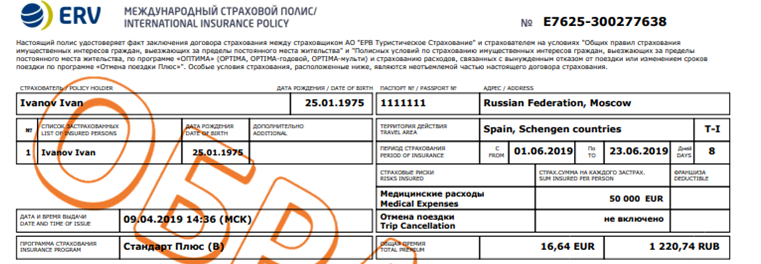 ERV
МЕЖДУНАРОДНЫЙ СТРАХОВОЙ ПОЛИС/
INTERNATIONAL INSURANCE POLICY
№ E7625-300277638
Настоящий полис удостоверяет факт заключения договора страхования между страховщиком АО "ЕРВ Туристическое Страхование" и страхователем на условиях "Общих правил страхования
имущественных интересов граждан, выезжающих за пределы постоянного места жительства" и "Полисных условий по страхованию имущественных интересов граждан, выезжающих за пределы
постоянного места жительства, по программе «ОПТИМА» (OPTIMA, OPTIMA-годовой, OPTIMA-мульти) и страхованию расходов, связанных с вынужденным отказом от поездки или изменением сроков
поездки по программе «Отмена поездки Плюс»". Особые условия страхования, расположенные ниже, являются неотъемлемой частью настоящего договора страхования.
СТРАХОВАТЕЛЬ / POLICY HOLDER ДАТА РОЖДЕНИЯ / DATE OF BIRTH ПАСПОРТ № / PASSPORT № АДРЕС / ADDRESS
Ivanov Ivan 25.01.1975 1111111 Russian Federation, Moscow
№ СПИСОК ЗАСТРАХОВАННЫХ ДАТА РОЖДЕНИЯ ДОПОЛНИТЕЛЬНО
LIST OF INSURED PERSONS DATE OF BIRTH ADDITIONAL
1 Ivanov Ivan 25.01.1975
ТЕРРИТОРИЯ ДЕЙСТВИЯ
TRAVEL AREA
Spain, Schengen countries T-I
ПЕРИОД СТРАХОВАНИЯ
PERIOD OF INSURANCE
С
FROM
01.06.2019
По
TO
23.06.2019
Дней
DAYS
8
СТРАХОВЫЕ РИСКИ
RISKS INSURED
СТРАХ.СУММА НА КАЖДОГО ЗАСТРАХ.
SUM INSURED PER PERSON
ФРАНШИЗА
DEDUCTIBLE
Медицинские расходы
Medical Expenses
50 000 EUR
Отмена поездки
Trip Cancellation
не включено
ДАТА И ВРЕМЯ ВЫДАЧИ
DATE AND TIME OF ISSUE
09.04.2019 14:36 (МСК)
ПРОГРАММА СТРАХОВАНИЯ
INSURANCE PROGRAM
Стандарт Плюс (B)
ОБЩАЯ ПРЕМИЯ
TOTAL PREMIUM
16,64 EUR 1 220,74 RUB